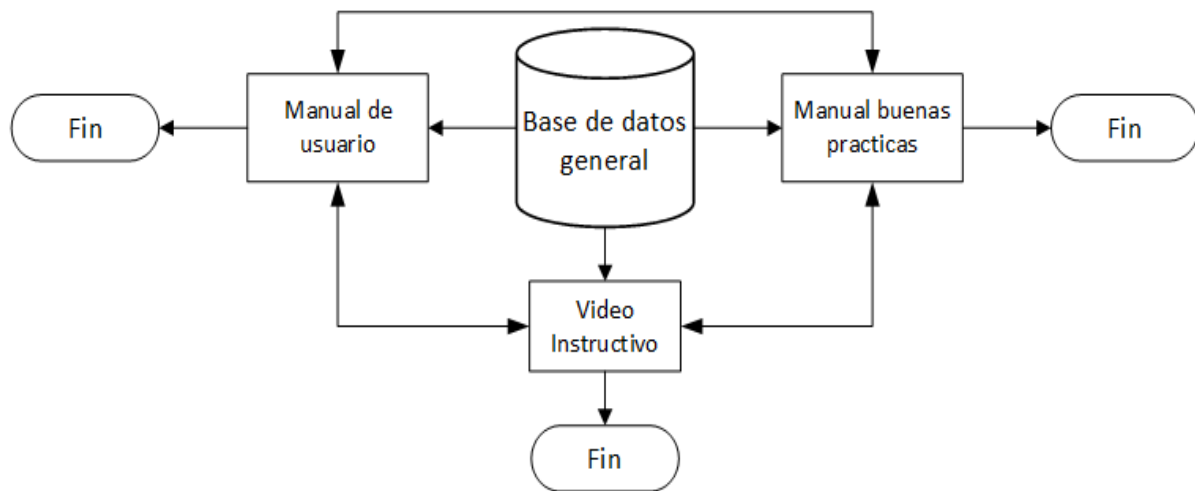 Fin
Manual de
usuario
Base de datos
general
Manual buenas
practicas
Fin
Video
Instructivo
Fin